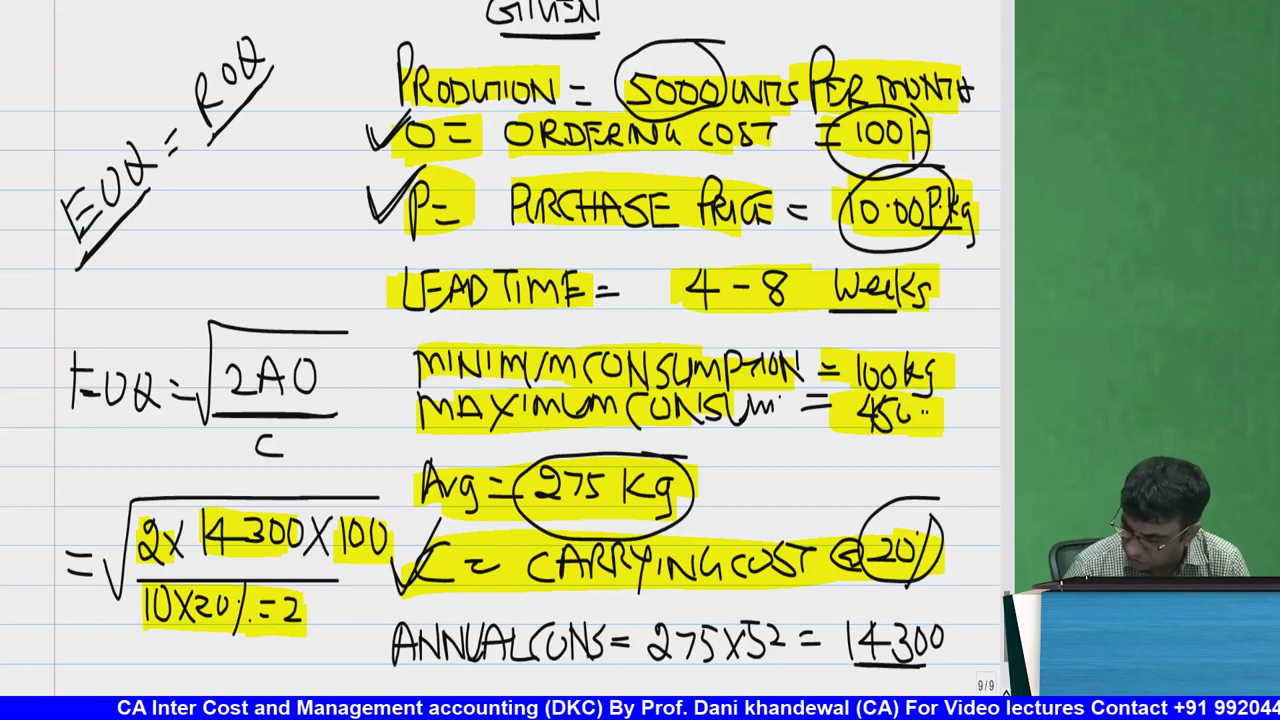 GIVEN
PRODUTION = 5000 UNITS PER MONTH
O = ORDERING COST = 100/-
P = PURCHASE PRICE = 10.00 P.Kg
EOQ = ROQ
LEAD TIME = 4 - 8 Weeks
MINIM/M CONSUMPTION = 100 kg
MAXIMUM CONSUM. = 450 "
EOQ = √2AO
C
Avg = 275 Kg
C = CARRYING COST @ 20%
= √2 x 14300 X 100
10X20% = 2
ANNUAL CONS = 275 X 52 = 14300
9/9
CA Inter Cost and Management accounting (DKC) By Prof. Dani khandewal (CA) For Video lectures Contact +91 992044